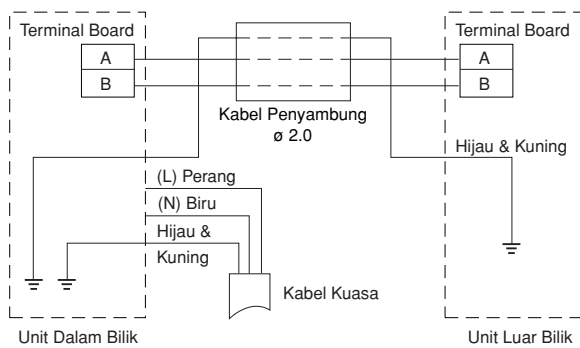 Terminal Board
A
B
Kabel Penyambung
ø 2.0
Terminal Board
A
B
Hijau & Kuning
(L) Perang
(N) Biru
Hijau &
Kuning
Kabel Kuasa
Unit Dalam Bilik
Unit Luar Bilik